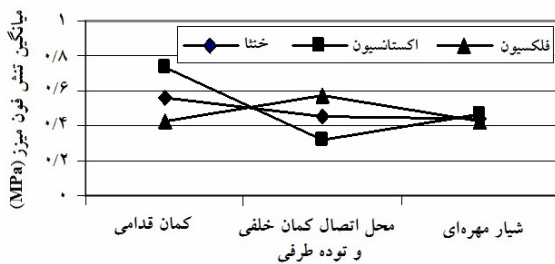 میانگین تنش فون میزز (MPa)
۱
۰/۸
۰/۶
۰/۴
۰/۲
۰
خنثا
اکستانسیون
فلکسیون
کمان قدامی
محل اتصال کمان خلفی
و توده طرفی
شیار مهره‌ای